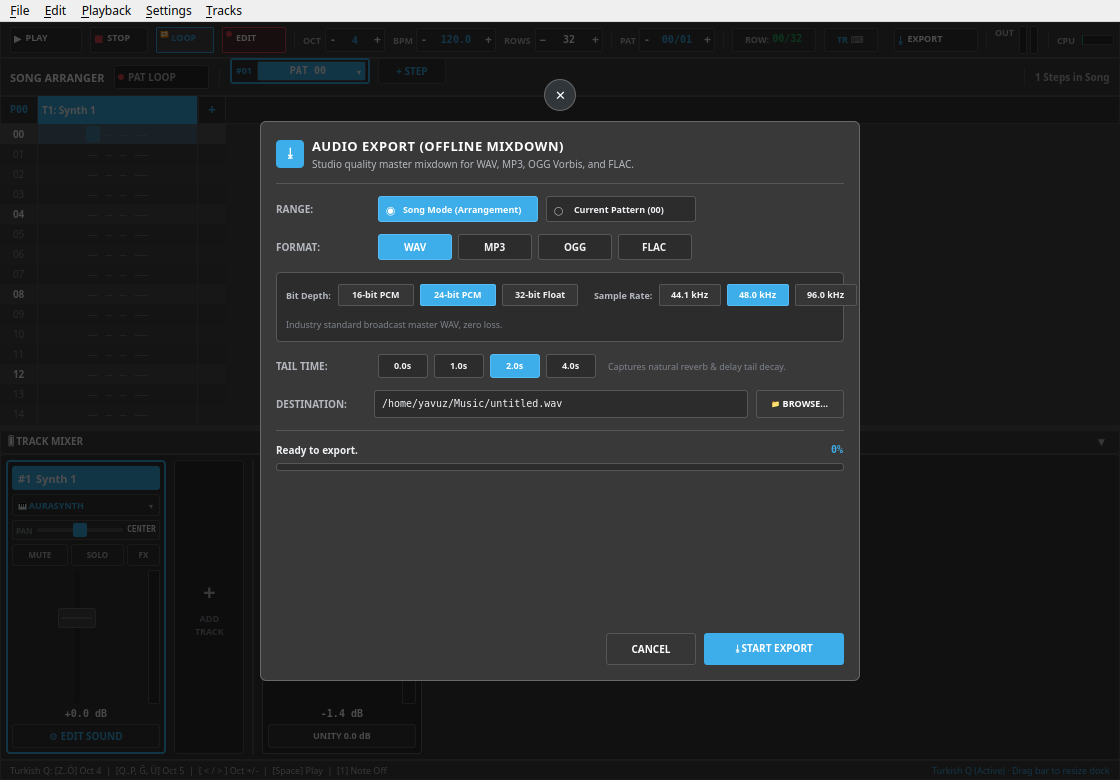 File Edit Playback Settings Tracks
PLAY STOP LOOP EDIT OCT - 4 + BPM - 120.0 + ROWS − 32 + PAT - 00/01 + ROW: 00/32 TR EXPORT OUT CPU
SONG ARRANGER PAT LOOP #01 PAT 00 + STEP 1 Steps in Song
P00 T1: Synth 1 +
00
01
02
03
04
05
06
07
08
09
10
11
12
13
14
AUDIO EXPORT (OFFLINE MIXDOWN)
Studio quality master mixdown for WAV, MP3, OGG Vorbis, and FLAC.
RANGE: Song Mode (Arrangement) Current Pattern (00)
FORMAT: WAV MP3 OGG FLAC
Bit Depth: 16-bit PCM 24-bit PCM 32-bit Float Sample Rate: 44.1 kHz 48.0 kHz 96.0 kHz
Industry standard broadcast master WAV, zero loss.
TAIL TIME: 0.0s 1.0s 2.0s 4.0s Captures natural reverb & delay tail decay.
DESTINATION: /home/yavuz/Music/untitled.wav BROWSE...
Ready to export. 0%
CANCEL START EXPORT
TRACK MIXER
#1 Synth 1
AURASYNTH
PAN CENTER
MUTE SOLO FX
+
ADD
TRACK
+0.0 dB -1.4 dB
EDIT SOUND UNITY 0.0 dB
Turkish Q: [Z..Ö] Oct 4 | [Q..P, Ğ, Ü] Oct 5 | [ < / > ] Oct +/- | [Space] Play | [1] Note Off
Turkish Q (Active) · Drag bar to resize dock